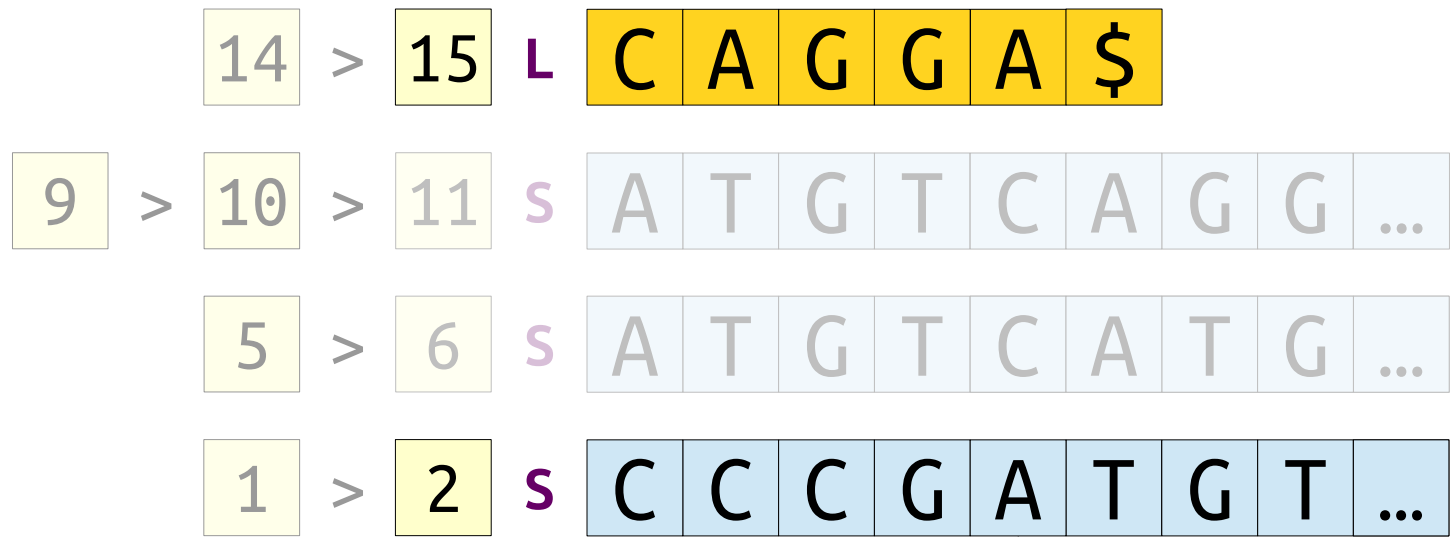 14 > 15 L C A G G A $
9 > 10 > 11 S A T G T C A G G …
5 > 6 S A T G T C A T G …
1 > 2 S C C C G A T G T …